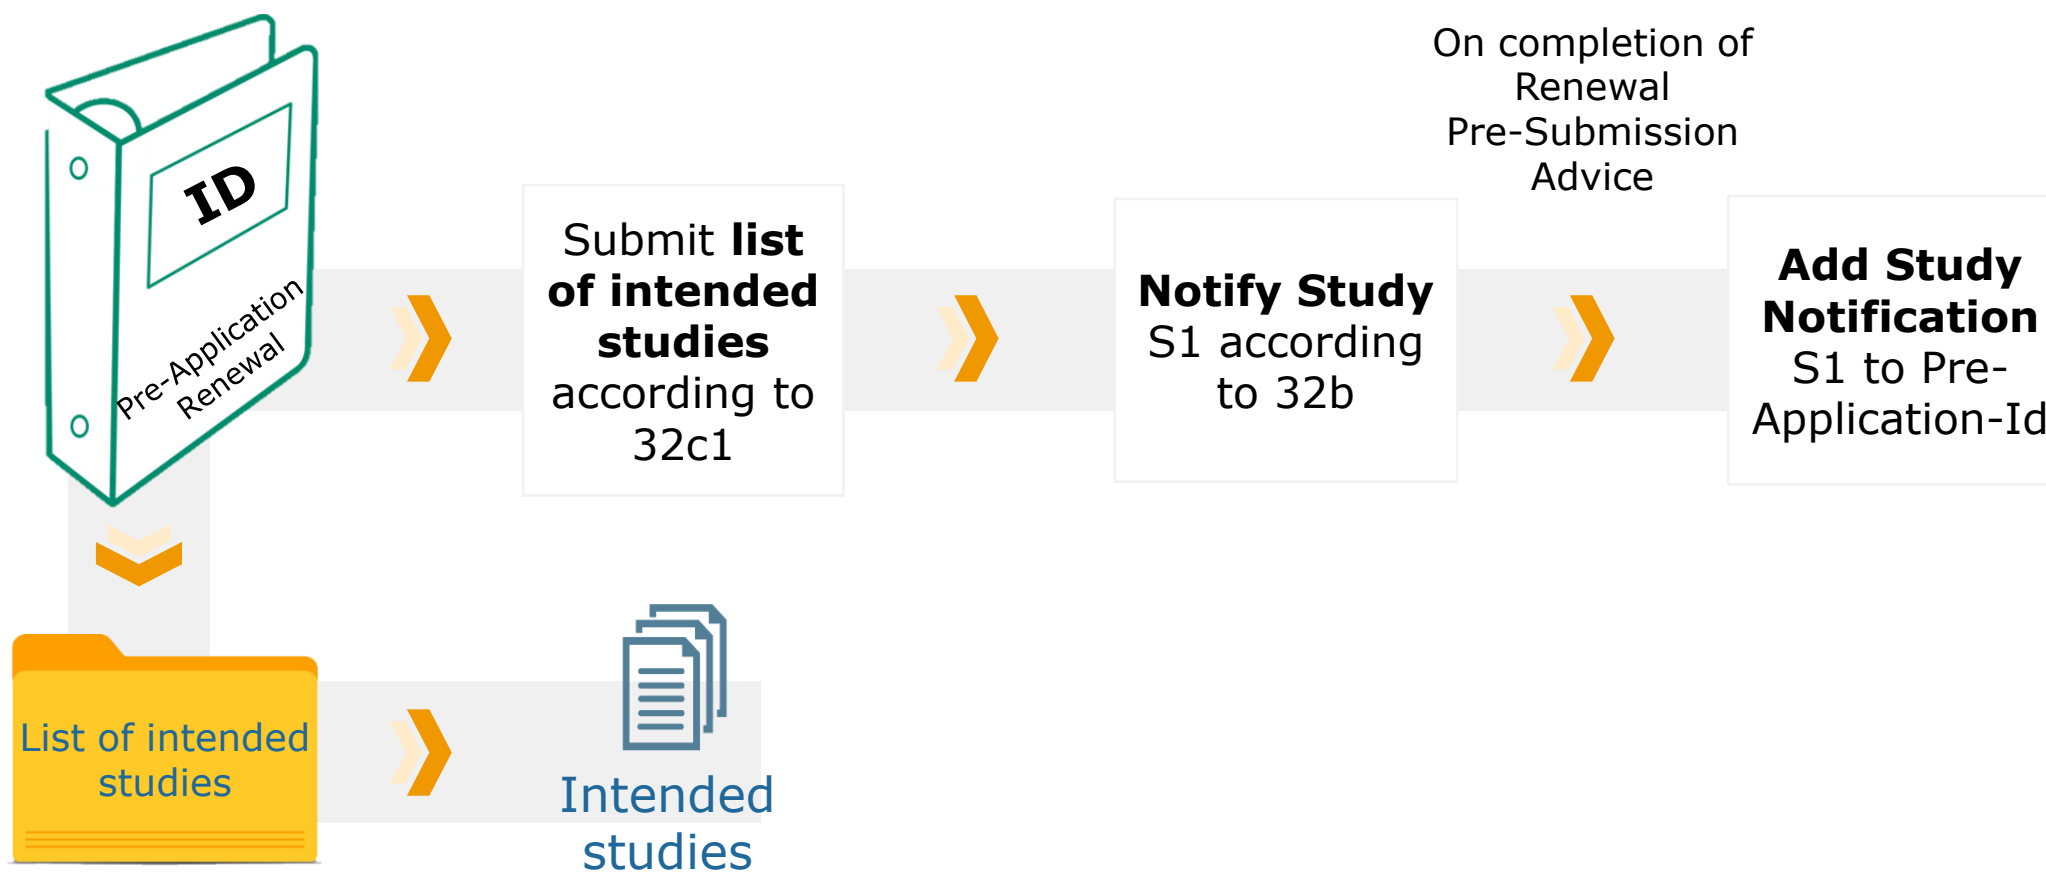 ID
Pre-Application
Renewal
Submit list
of intended
studies
according to
32c1
Notify Study
S1 according
to 32b
On completion of
Renewal
Pre-Submission
Advice
Add Study
Notification
S1 to Pre-
Application-Id
List of intended
studies
Intended
studies